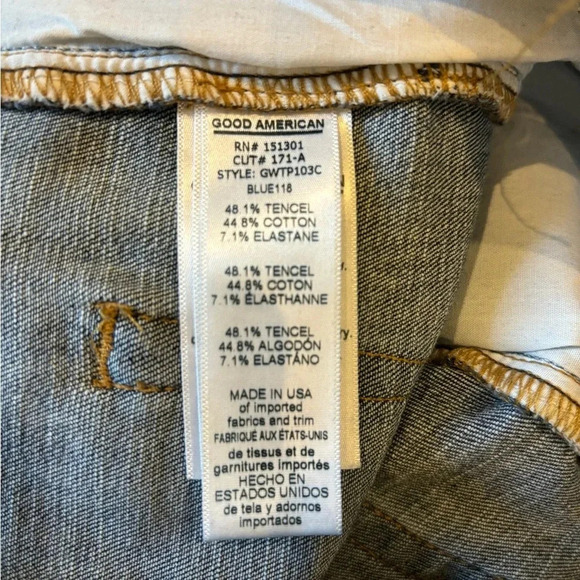 GOOD AMERICAN
RN# 151301
CUT# 171-A
STYLE: GWTP103C
BLUE118
48.1% TENCEL
44.8% COTTON
7.1% ELASTANE
48.1% TENCEL
44.8% COTON
7.1% ÉLASTHANNE
48.1% TENCEL
44.8% ALGODÓN
7.1% ELASTÁNO
MADE IN USA
of imported
fabrics and trim
FABRIQUÉ AUX ÉTATS-UNIS
de tissus et de
garnitures importés
HECHO EN
ESTADOS UNIDOS
de tela y adornos
importados